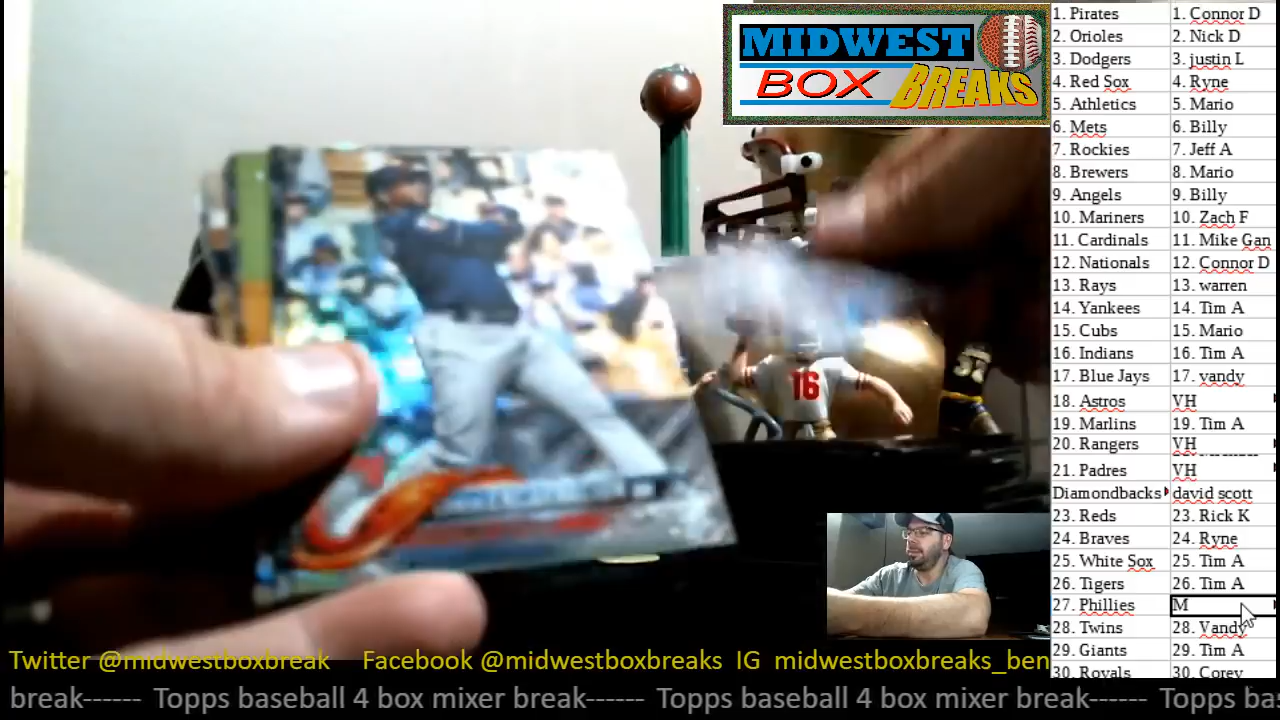 MIDWEST
BOX BREAKS
1. Pirates 1. Connor D
2. Orioles 2. Nick D
3. Dodgers 3. justin L
4. Red Sox 4. Ryne
5. Athletics 5. Mario
6. Mets 6. Billy
7. Rockies 7. Jeff A
8. Brewers 8. Mario
9. Angels 9. Billy
10. Mariners 10. Zach F
11. Cardinals 11. Mike Gan
12. Nationals 12. Connor D
13. Rays 13. warren
14. Yankees 14. Tim A
15. Cubs 15. Mario
16. Indians 16. Tim A
17. Blue Jays 17. vandy
18. Astros VH
19. Marlins 19. Tim A
20. Rangers VH
21. Padres VH
Diamondbacks david scott
23. Reds 23. Rick K
24. Braves 24. Ryne
25. White Sox 25. Tim A
26. Tigers 26. Tim A
27. Phillies M
28. Twins 28. Vandy
29. Giants 29. Tim A
30. Royals 30. Corey
16
Twitter @midwestboxbreak Facebook @midwestboxbreaks IG midwestboxbreaks_ben
break------ Topps baseball 4 box mixer break------ Topps baseball 4 box mixer break------ Topps bas